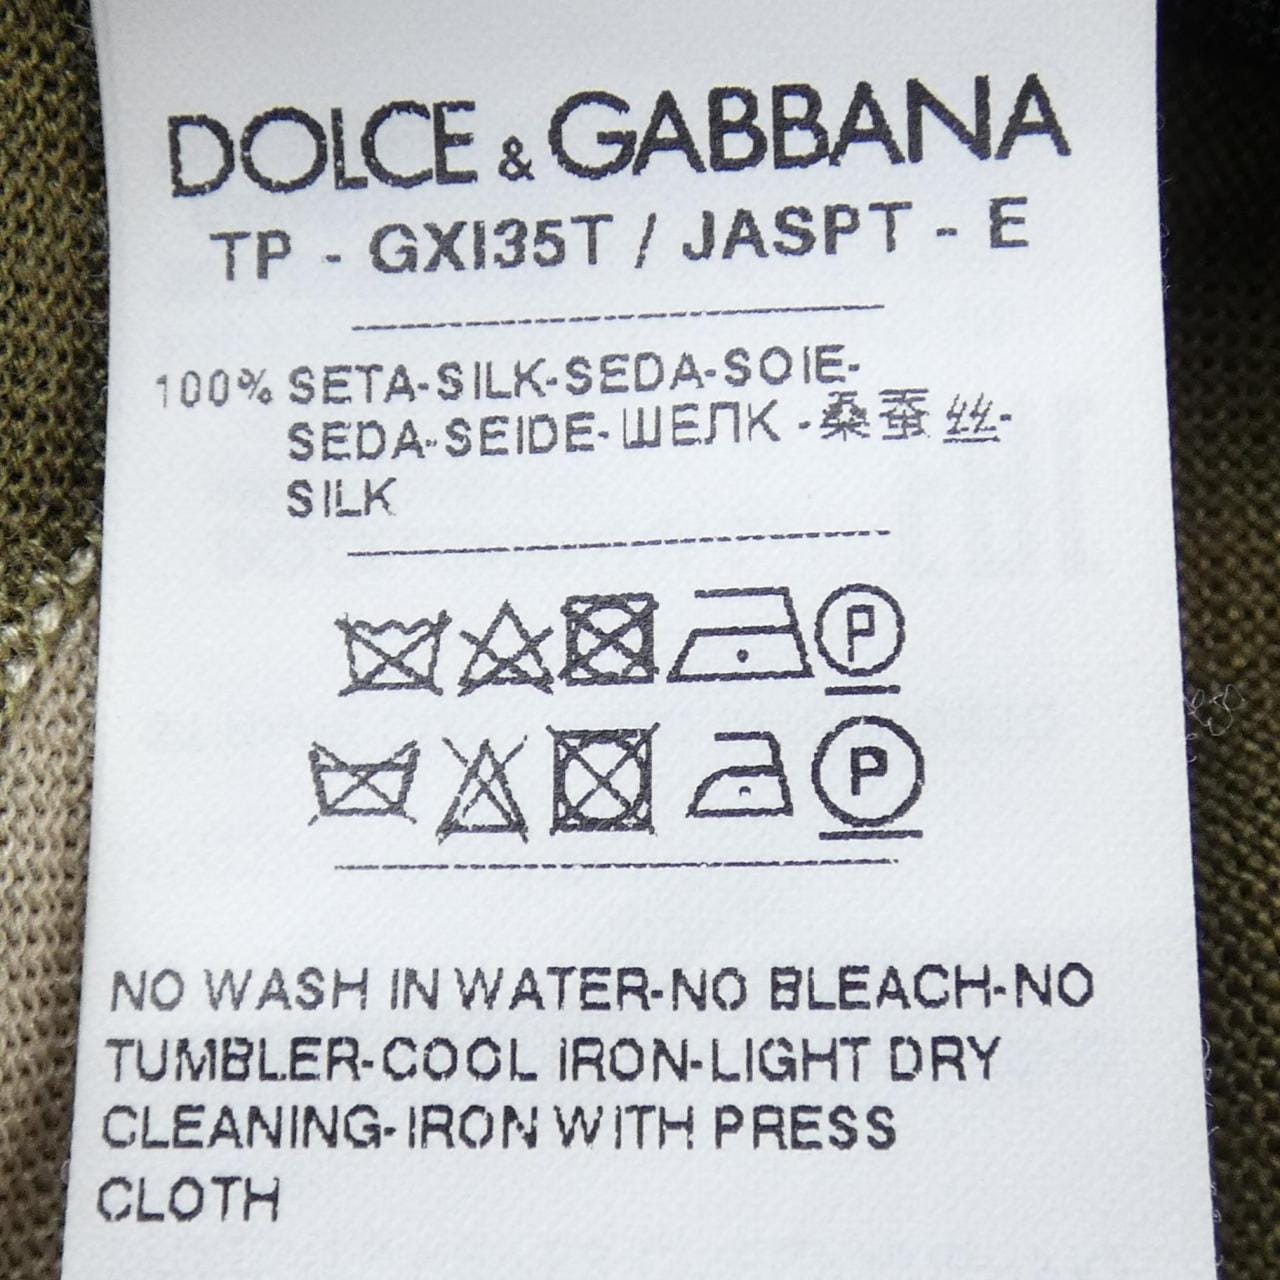 DOLCE & GABBANA
TP - GXI35T / JASPT - E
100% SETA-SILK-SEDA-SOIE-
SEDA-SEIDE-ШЕЛК-桑蚕丝-
SILK
P
P
NO WASH IN WATER-NO BLEACH-NO
TUMBLER-COOL IRON-LIGHT DRY
CLEANING-IRON WITH PRESS
CLOTH